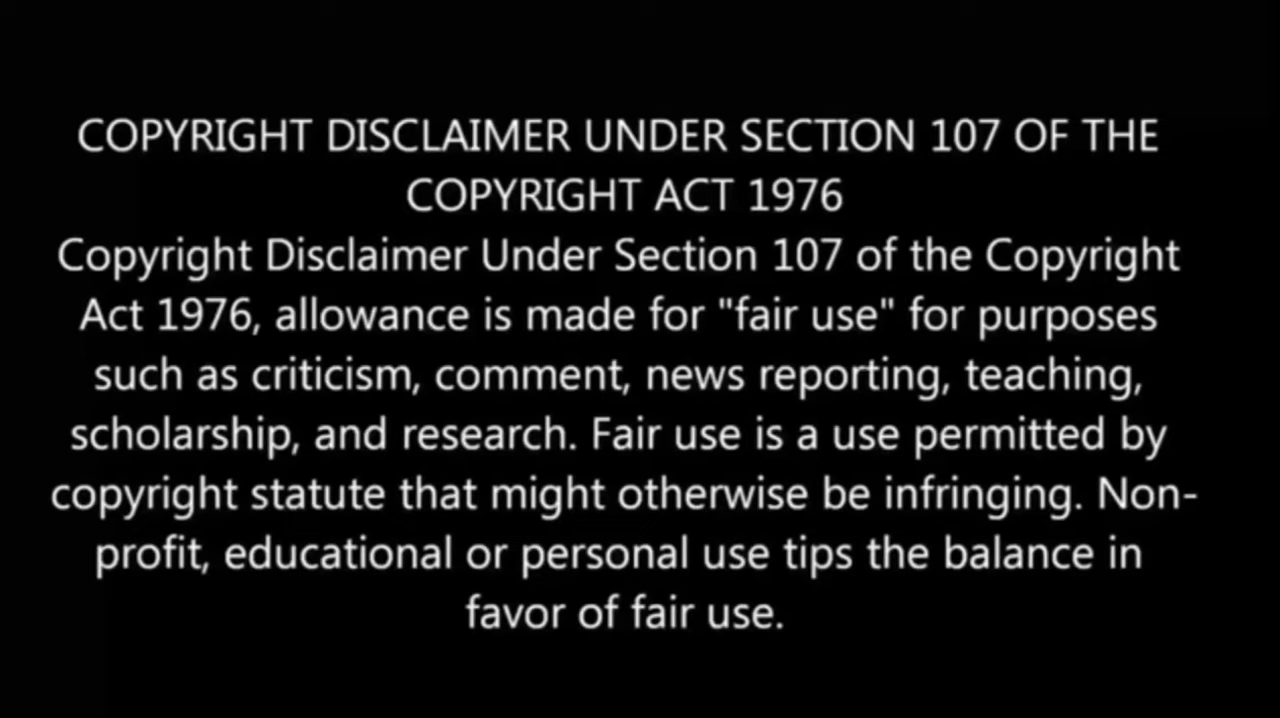 COPYRIGHT DISCLAIMER UNDER SECTION 107 OF THE
COPYRIGHT ACT 1976
Copyright Disclaimer Under Section 107 of the Copyright
Act 1976, allowance is made for "fair use" for purposes
such as criticism, comment, news reporting, teaching,
scholarship, and research. Fair use is a use permitted by
copyright statute that might otherwise be infringing. Non-
profit, educational or personal use tips the balance in
favor of fair use.